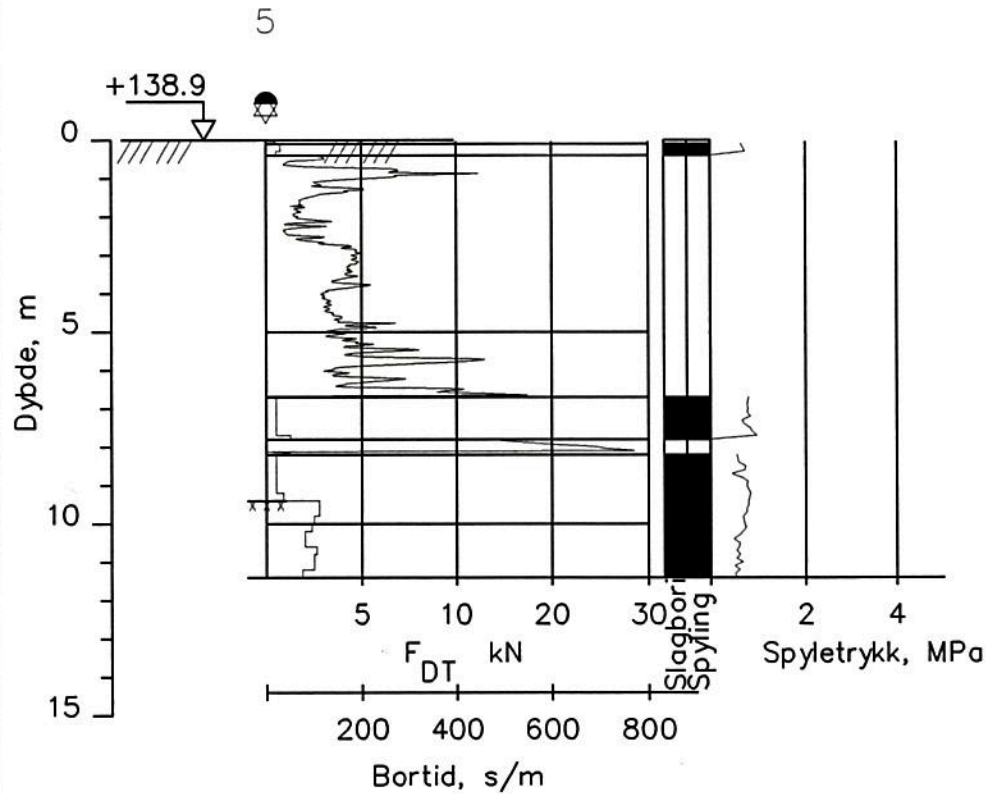 5
+138.9
0
5
10
15
Dybde, m
5 10 20 30
F DT kN
Slagbor
Spyling
2 4
Spyletrykk, MPa
200 400 600 800
Bortid, s/m
x x x